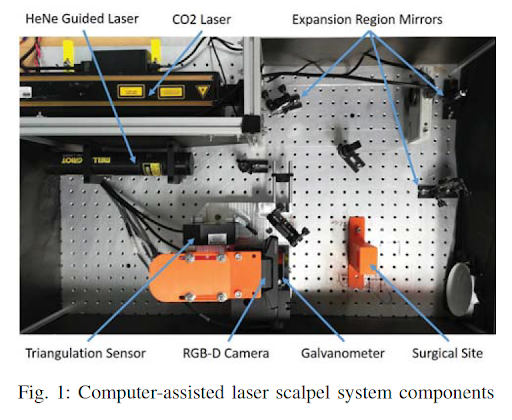 HeNe Guided Laser
CO2 Laser
Expansion Region Mirrors
Triangulation Sensor
RGB-D Camera
Galvanometer
Surgical Site
Fig. 1: Computer-assisted laser scalpel system components